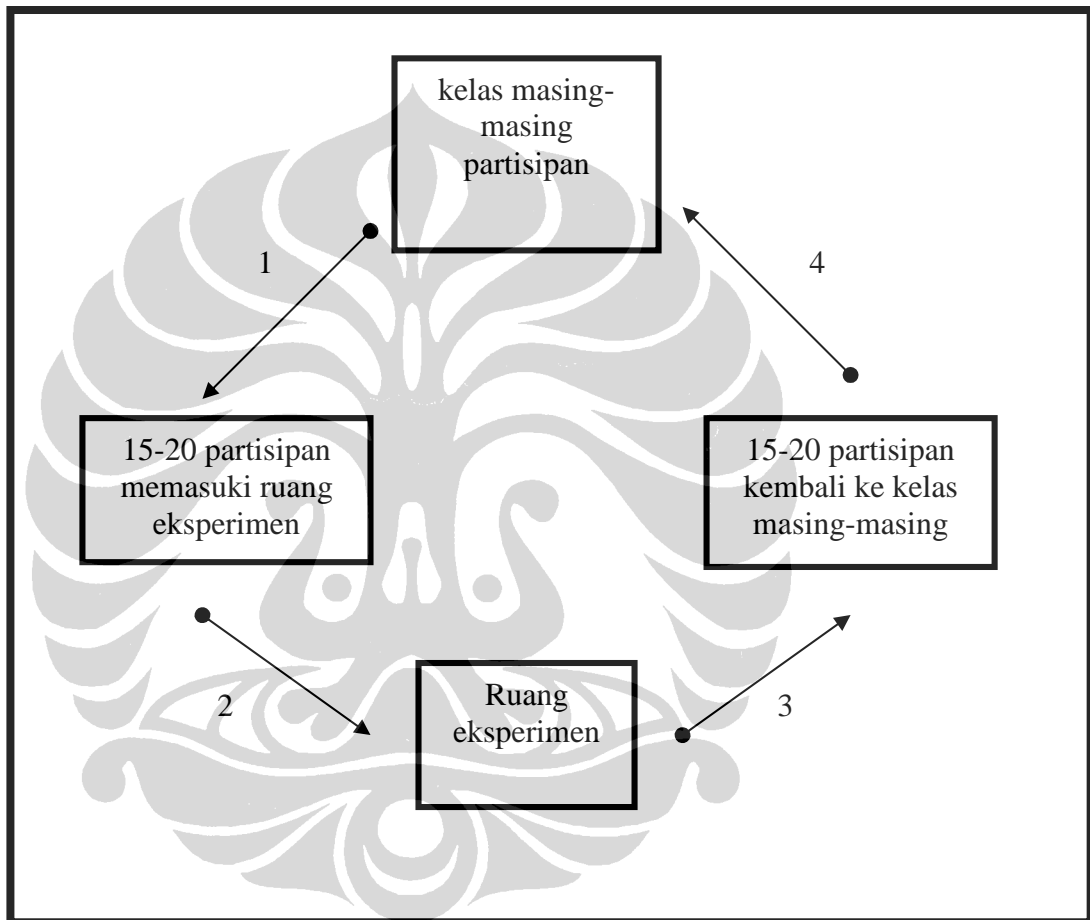 kelas masing-
masing
partisipan
1
4
15-20 partisipan
memasuki ruang
eksperimen
15-20 partisipan
kembali ke kelas
masing-masing
2
Ruang
eksperimen
3